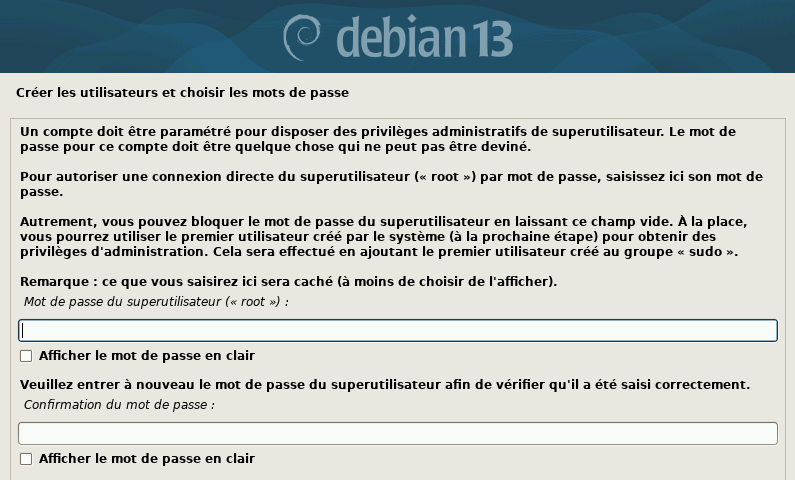 debian 13
Créer les utilisateurs et choisir les mots de passe
Un compte doit être paramétré pour disposer des privilèges administratifs de superutilisateur. Le mot de
passe pour ce compte doit être quelque chose qui ne peut pas être deviné.
Pour autoriser une connexion directe du superutilisateur (« root ») par mot de passe, saisissez ici son mot de
passe.
Autrement, vous pouvez bloquer le mot de passe du superutilisateur en laissant ce champ vide. À la place,
vous pourrez utiliser le premier utilisateur créé par le système (à la prochaine étape) pour obtenir des
privilèges d'administration. Cela sera effectué en ajoutant le premier utilisateur créé au groupe « sudo ».
Remarque : ce que vous saisirez ici sera caché (à moins de choisir de l'afficher).
Mot de passe du superutilisateur (« root ») :
Afficher le mot de passe en clair
Veuillez entrer à nouveau le mot de passe du superutilisateur afin de vérifier qu'il a été saisi correctement.
Confirmation du mot de passe :
Afficher le mot de passe en clair